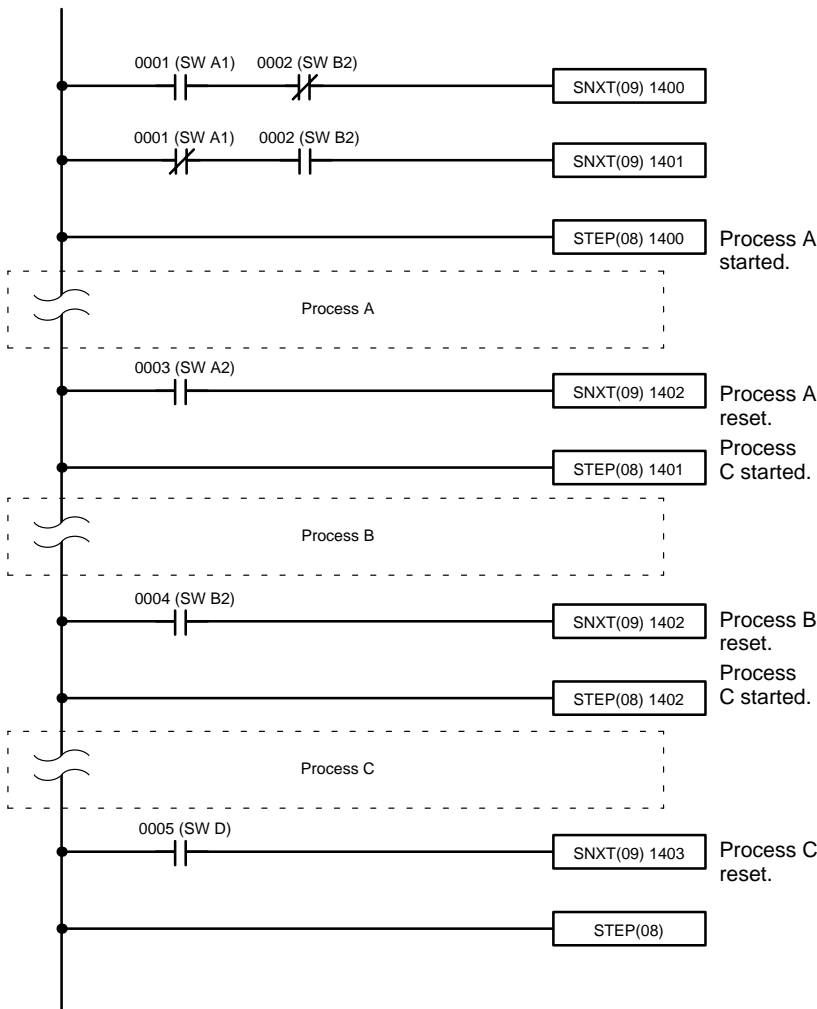 0001 (SW A1) 0002 (SW B2)
SNXT(09) 1400
0001 (SW A1) 0002 (SW B2)
SNXT(09) 1401
STEP(08) 1400
Process A
started.
Process A
0003 (SW A2)
SNXT(09) 1402
Process A
reset.
Process
C started.
STEP(08) 1401
Process B
0004 (SW B2)
SNXT(09) 1402
Process B
reset.
Process
C started.
STEP(08) 1402
Process C
0005 (SW D)
SNXT(09) 1403
Process C
reset.
STEP(08)